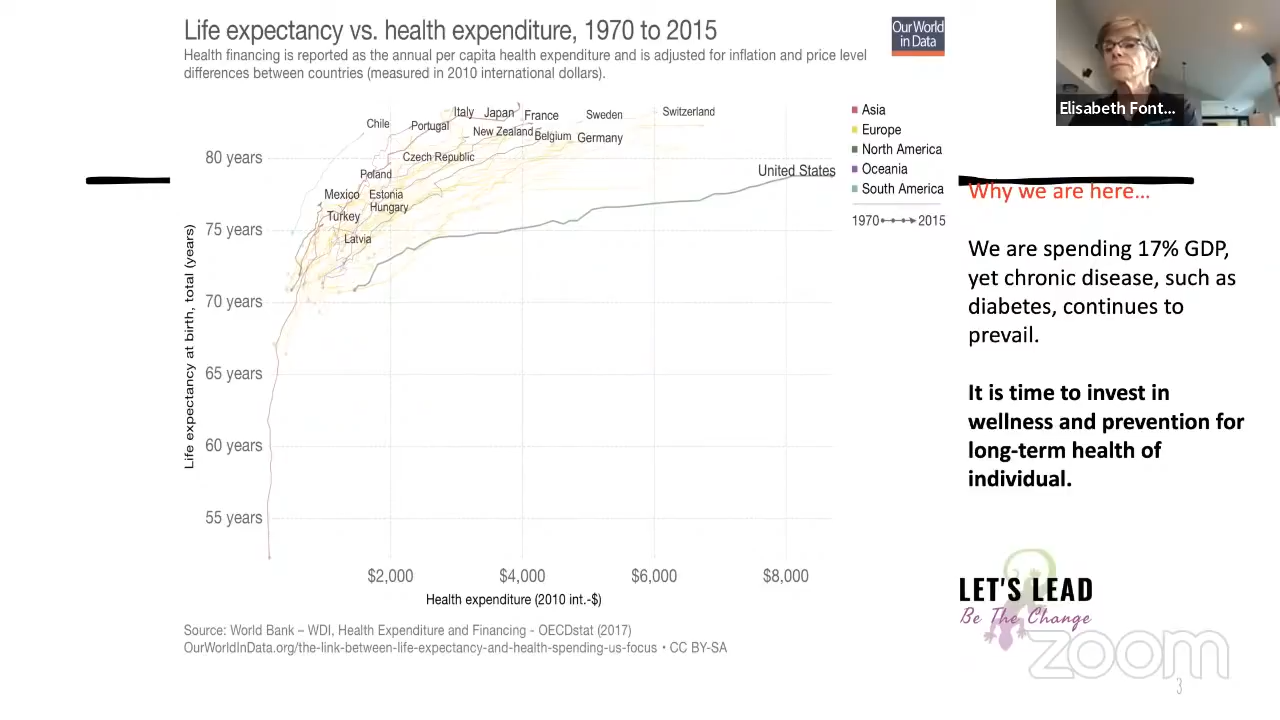 Life expectancy vs. health expenditure, 1970 to 2015
Health financing is reported as the annual per capita health expenditure and is adjusted for inflation and price level
differences between countries (measured in 2010 international dollars).
Our World
in Data
Elisabeth Font...
Italy Japan France Sweden Switzerland
Chile Portugal New Zealand Belgium Germany
Czech Republic
Poland
United States
Mexico Estonia
Hungary
Turkey
Latvia
Asia
Europe
North America
Oceania
South America
1970 2015
80 years
75 years
70 years
65 years
60 years
55 years
Life expectancy at birth, total (years)
$2,000 $4,000 $6,000 $8,000
Health expenditure (2010 int.-$)
Source: World Bank – WDI, Health Expenditure and Financing - OECDstat (2017)
OurWorldInData.org/the-link-between-life-expectancy-and-health-spending-us-focus • CC BY-SA
Why we are here…
We are spending 17% GDP,
yet chronic disease, such as
diabetes, continues to
prevail.
It is time to invest in
wellness and prevention for
long-term health of
individual.
LET'S LEAD
Be The Change
zoom
3